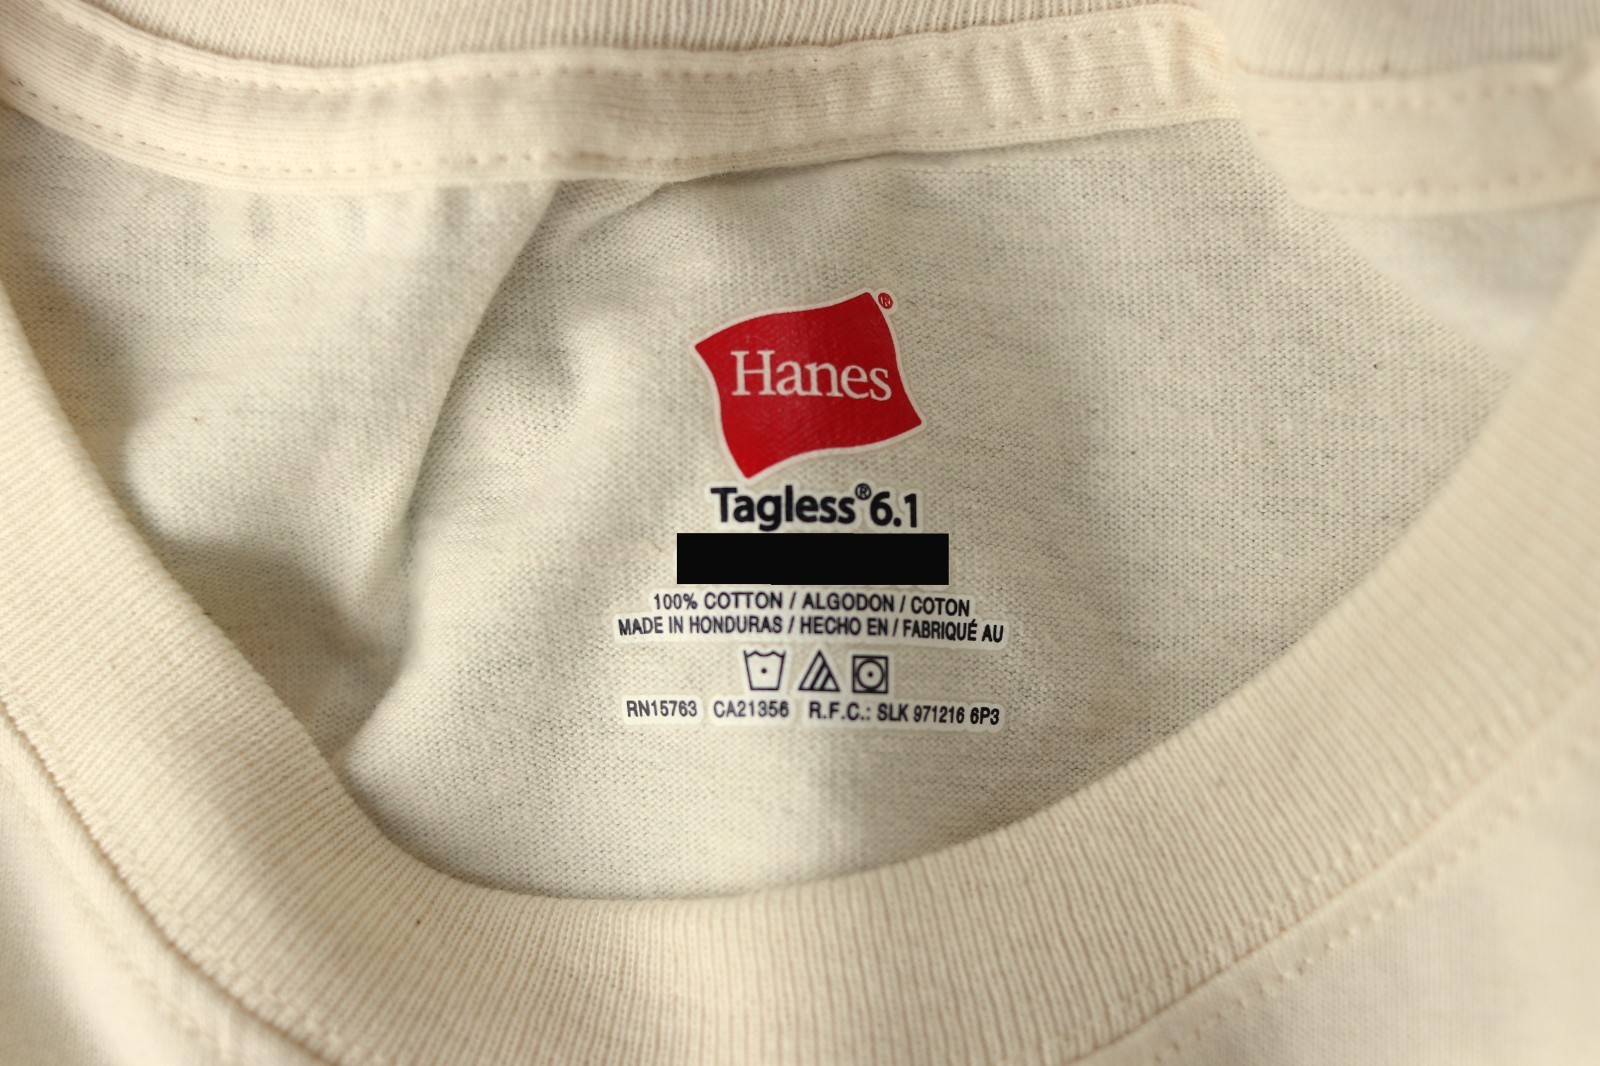 Hanes®
Tagless®6.1
100% COTTON / ALGODON / COTON
MADE IN HONDURAS / HECHO EN / FABRIQUÉ AU
RN15763 CA21356 R.F.C.: SLK 971216 6P3